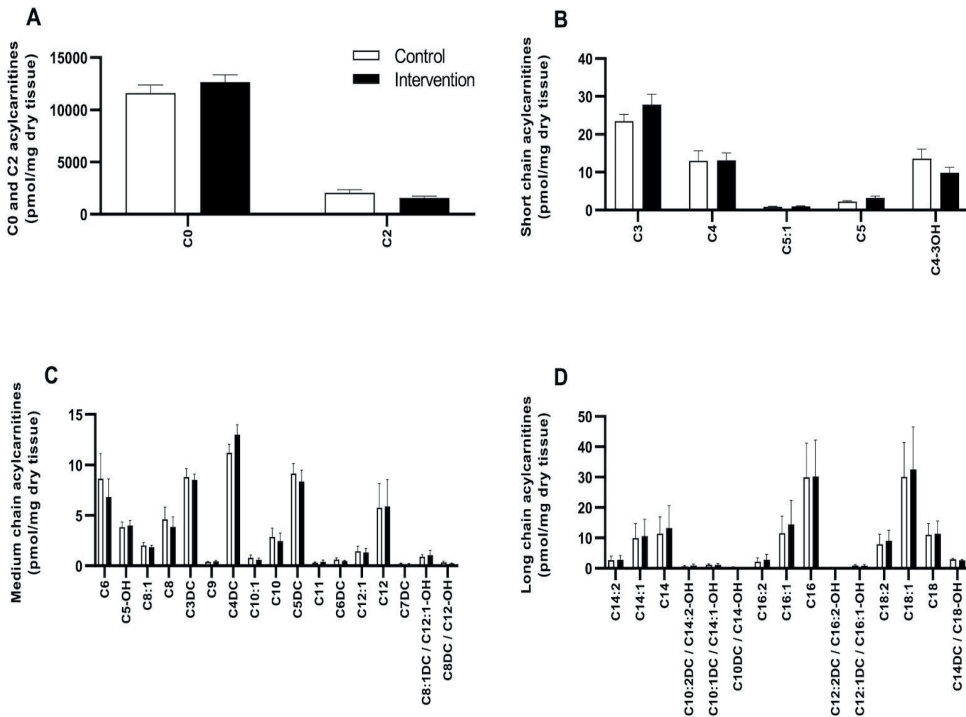 A
C0 and C2 acylcarnitines
(pmol/mg dry tissue)
15000
10000
5000
0
C0
C2
Control
Intervention
B
Short chain acylcarnitines
(pmol/mg dry tissue)
40
30
20
10
0
C3
C4
C5:1
C5
C4-3OH
C
Medium chain acylcarnitines
(pmol/mg dry tissue)
15
10
5
0
C6
C5-OH
C8:1
C8
C3DC
C9
C4DC
C10:1
C10
C5DC
C11
C6DC
C12:1
C12
C7DC
C8:1DC / C12:1-OH
C8DC / C12-OH
D
Long chain acylcarnitines
(pmol/mg dry tissue)
50
40
30
20
10
0
C14:2
C14:1
C14
C10:2DC / C14:2-OH
C10:1DC / C14:1-OH
C10DC / C14-OH
C16:2
C16:1
C16
C12:2DC / C16:2-OH
C12:1DC / C16:1-OH
C18:2
C18:1
C18
C14DC / C18-OH